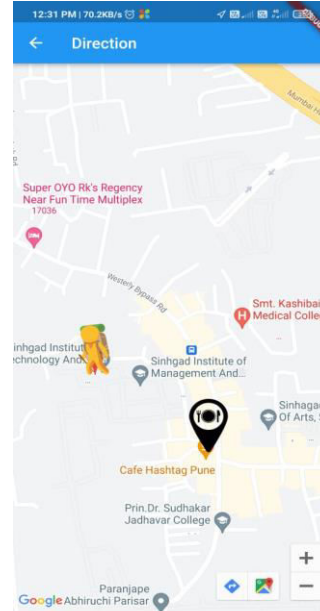 12:31 PM | 70.2KB/s
Direction
Mumbai H
Super OYO Rk's Regency
Near Fun Time Multiplex
17036
Westerly Bypass Rd
Smt. Kashibai
Medical Colle
inhgad Institut
echnology And...
Sinhgad Institute of
Management And...
Sinhaga
Of Arts,
Cafe Hashtag Pune
Prin.Dr. Sudhakar
Jadhavar College
+
Paranjape
Abhiruchi Parisar
Google
−